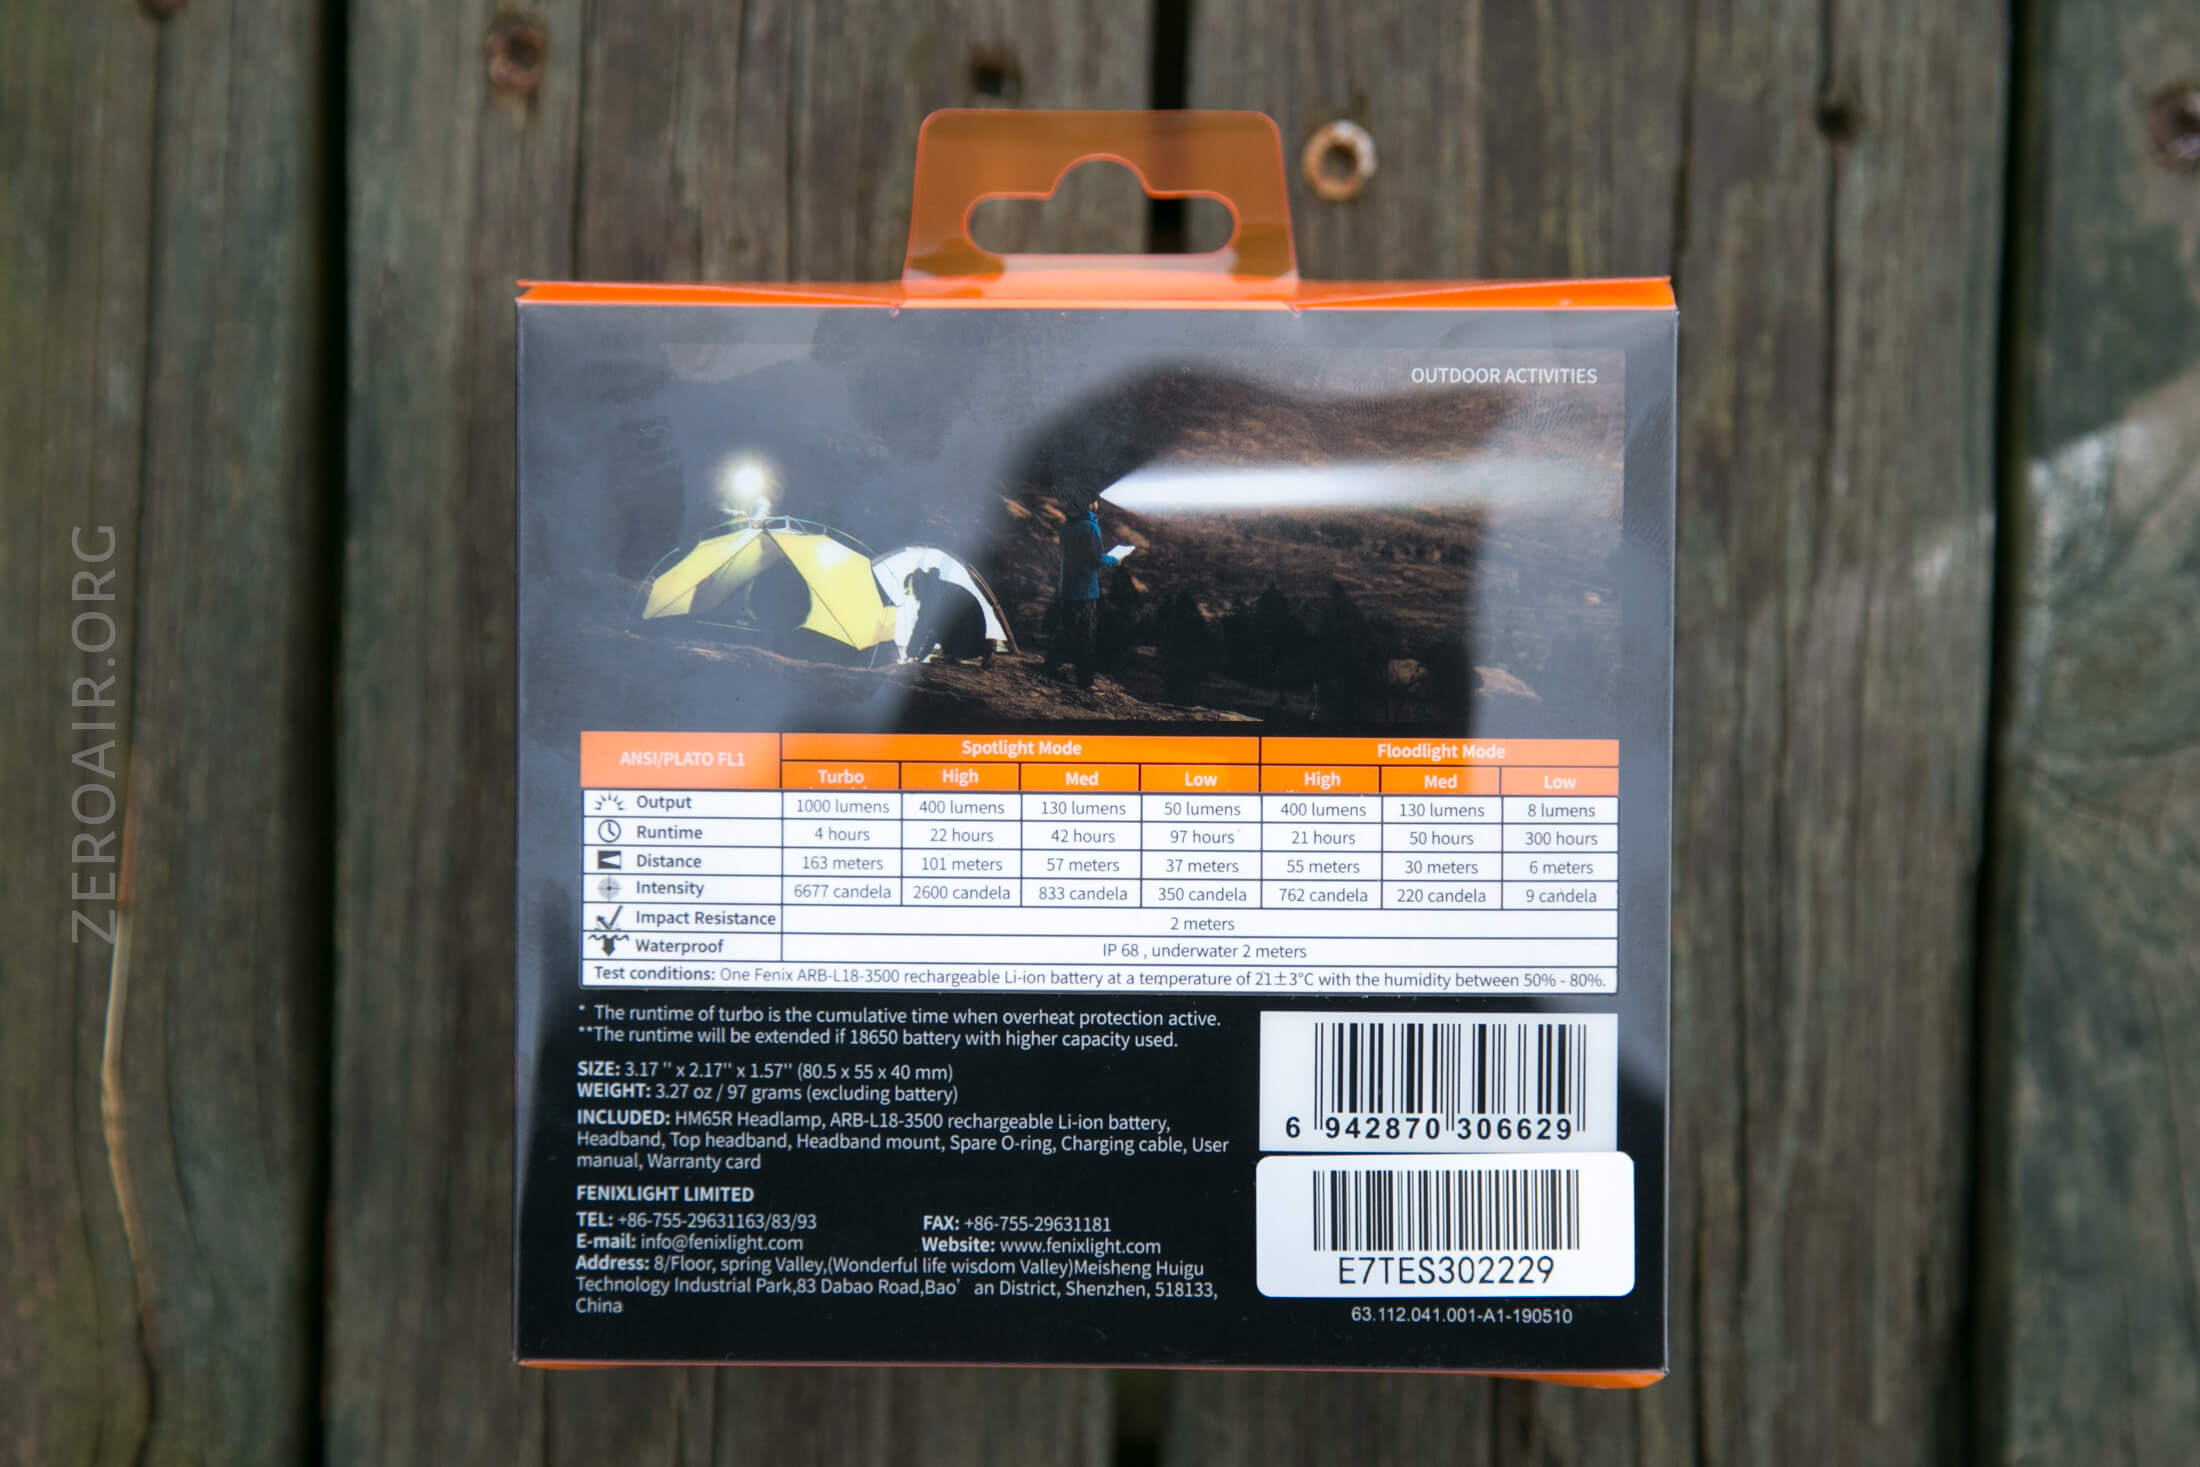 OUTDOOR ACTIVITIES
ANSI/PLATO FL1 Spotlight Mode Floodlight Mode
Turbo High Med Low High Med Low
Output 1000 lumens 400 lumens 130 lumens 50 lumens 400 lumens 130 lumens 8 lumens
Runtime 4 hours 22 hours 42 hours 97 hours 21 hours 50 hours 300 hours
Distance 163 meters 101 meters 57 meters 37 meters 55 meters 30 meters 6 meters
Intensity 6677 candela 2600 candela 833 candela 350 candela 762 candela 220 candela 9 candela
Impact Resistance 2 meters
Waterproof IP 68 , underwater 2 meters
Test conditions: One Fenix ARB-L18-3500 rechargeable Li-ion battery at a temperature of 21±3°C with the humidity between 50% - 80%.
* The runtime of turbo is the cumulative time when overheat protection active.
**The runtime will be extended if 18650 battery with higher capacity used.
SIZE: 3.17 '' x 2.17'' x 1.57'' (80.5 x 55 x 40 mm)
WEIGHT: 3.27 oz / 97 grams (excluding battery)
INCLUDED: HM65R Headlamp, ARB-L18-3500 rechargeable Li-ion battery,
Headband, Top headband, Headband mount, Spare O-ring, Charging cable, User
manual, Warranty card
FENIXLIGHT LIMITED
TEL: +86-755-29631163/83/93 FAX: +86-755-29631181
E-mail: info@fenixlight.com Website: www.fenixlight.com
Address: 8/Floor, spring Valley,(Wonderful life wisdom Valley)Meisheng Huigu
Technology Industrial Park,83 Dabao Road,Bao' an District, Shenzhen, 518133,
China
6 942870 306629
E7TES302229
63.112.041.001-A1-190510
ZEROAIR.ORG